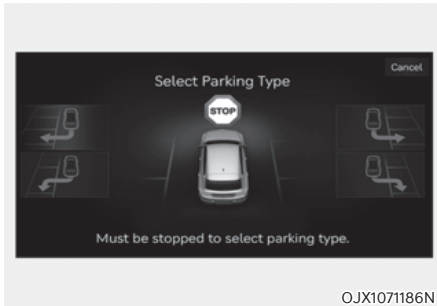 Cancel
Select Parking Type
STOP
Must be stopped to select parking type.
OJX1071186N